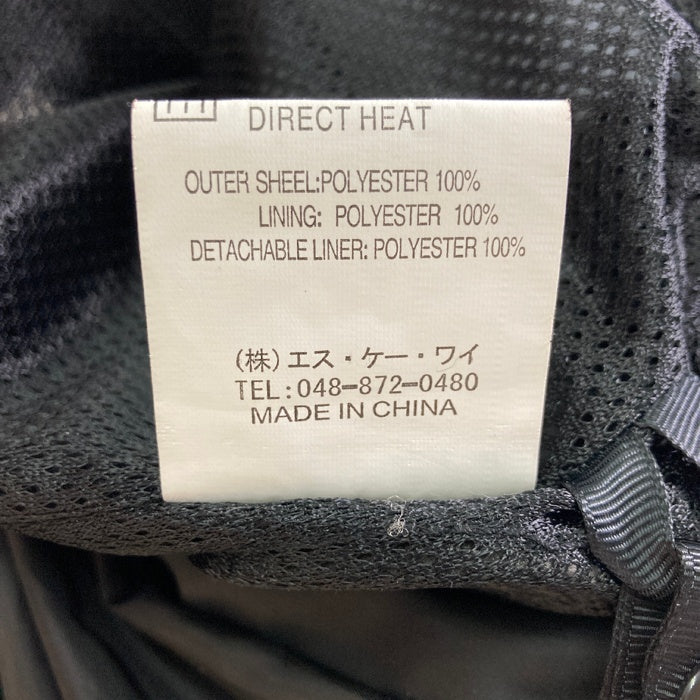 DIRECT HEAT
OUTER SHEEL:POLYESTER 100%
LINING: POLYESTER 100%
DETACHABLE LINER: POLYESTER 100%
(株)エス・ケー・ワイ
TEL:048-872-0480
MADE IN CHINA